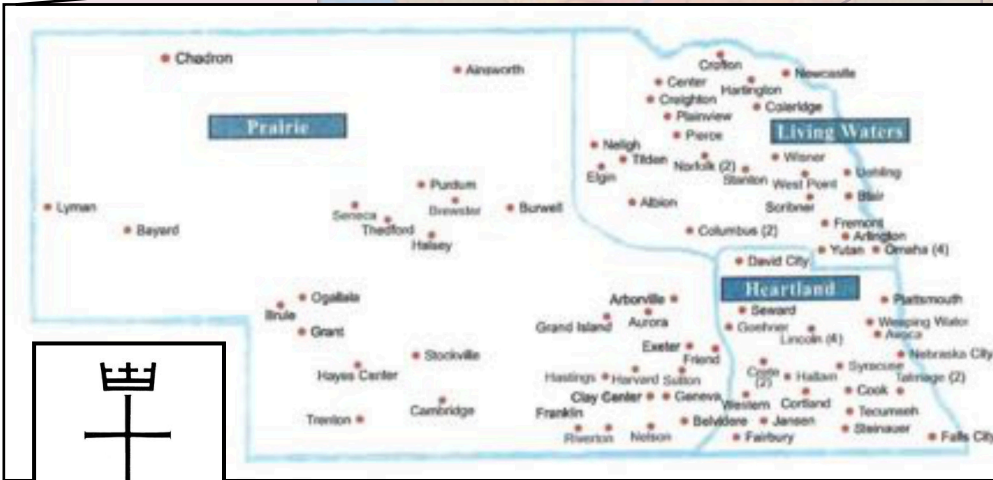 Chadron
Ainsworth
Prairie
Lyman
Bayard
Purdum
Seneca
Brewster
Thedford
Halsey
Burwell
Ogallala
Brule
Grant
Stockville
Hayes Center
Cambridge
Trenton
Crofton
Newcastle
Center
Hartington
Creighton
Coleridge
Plainview
Living Waters
Pierce
Neligh
Tilden
Norfolk (2)
Wisner
Elgin
Stanton
West Point
Uehling
Scribner
Blair
Albion
Fremont
Columbus (2)
Arlington
Yutan
Omaha (4)
David City
Heartland
Arborville
Seward
Plattsmouth
Grand Island
Aurora
Goehner
Lincoln (4)
Weeping Water
Avoca
Exeter
Friend
Nebraska City
Hastings
Harvard
Sutton
Crete
(2)
Hallam
Syracuse
Talmage (2)
Clay Center
Geneva
Western
Cortland
Cook
Franklin
Tecumseh
Riverton
Nelson
Belvidere
Jansen
Steinauer
Fairbury
Falls City